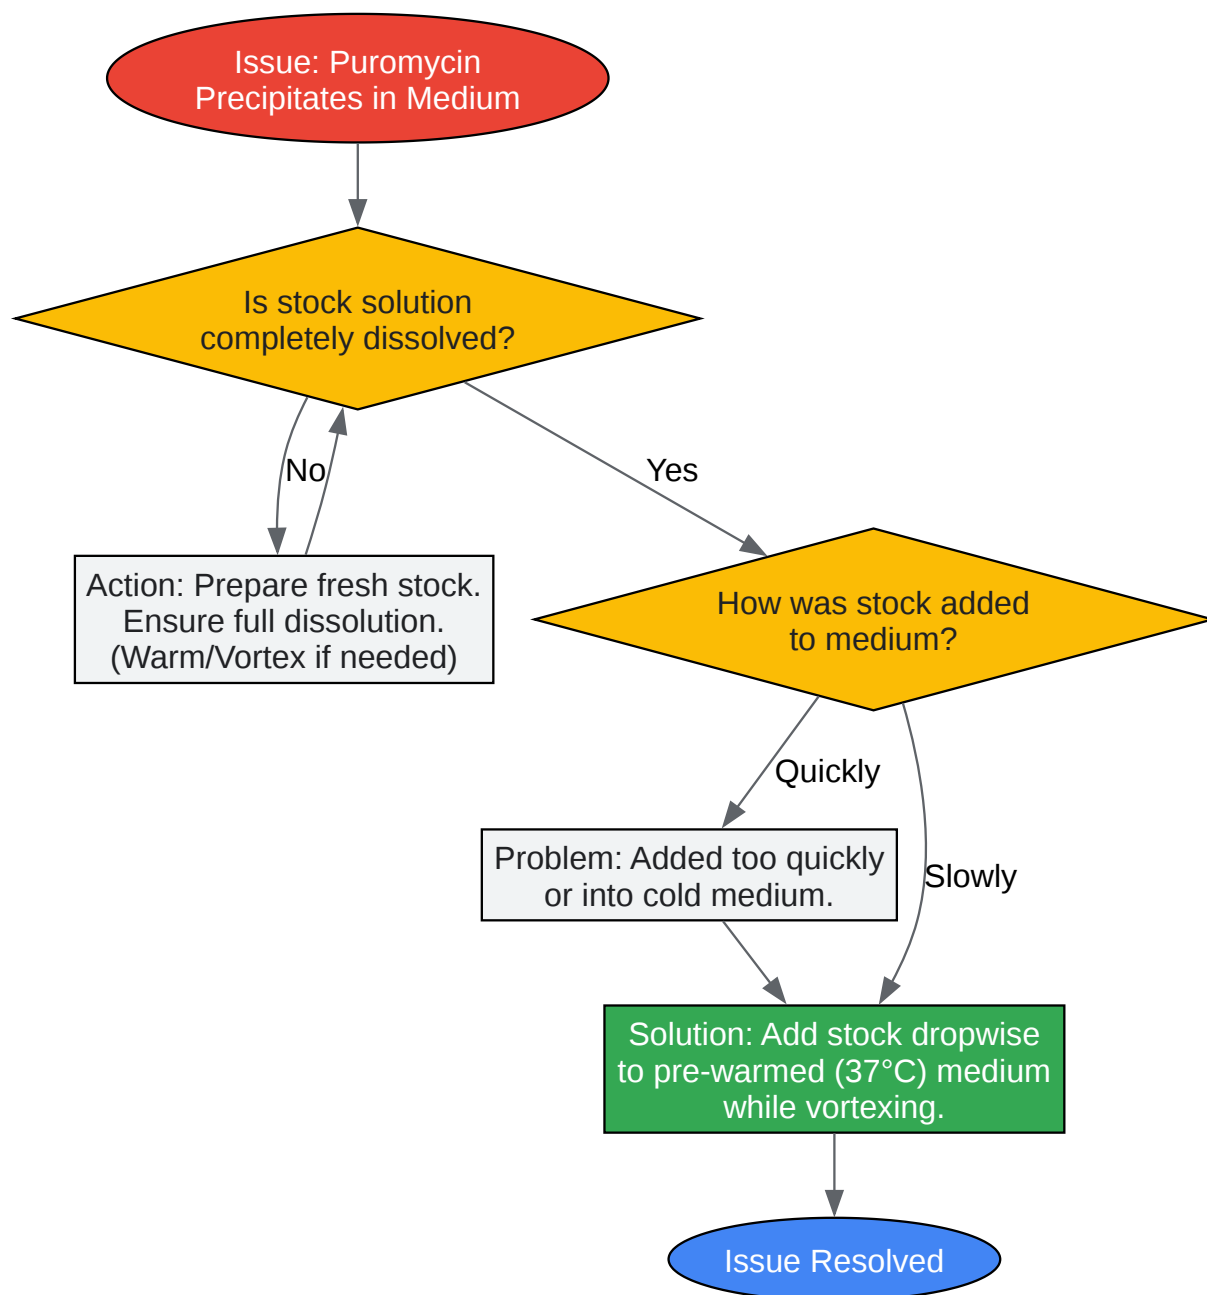 Issue: Puromycin
Precipitates in Medium
Is stock solution
completely dissolved?
No
Yes
Action: Prepare fresh stock.
Ensure full dissolution.
(Warm/Vortex if needed)
How was stock added
to medium?
Quickly
Problem: Added too quickly
or into cold medium.
Slowly
Solution: Add stock dropwise
to pre-warmed (37°C) medium
while vortexing.
Issue Resolved